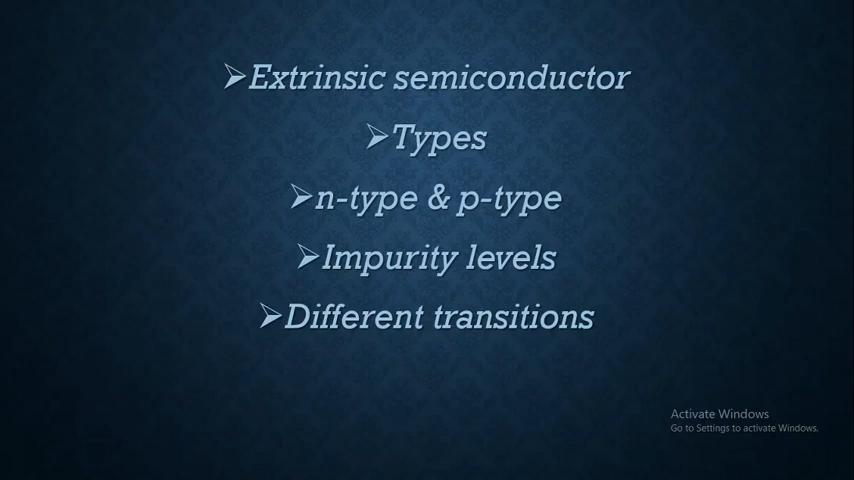 ➢Extrinsic semiconductor
➢Types
➢n-type & p-type
➢Impurity levels
➢Different transitions
Activate Windows
Go to Settings to activate Windows.